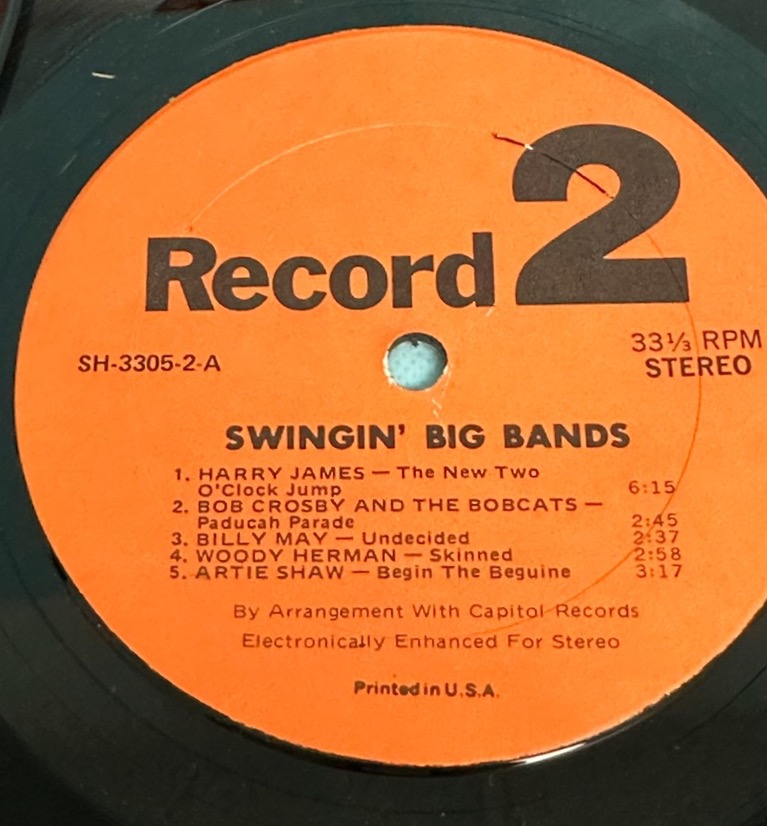 Record 2
SH-3305-2-A
33⅓ RPM
STEREO
SWINGIN' BIG BANDS
1. HARRY JAMES — The New Two
O'Clock Jump 6:15
2. BOB CROSBY AND THE BOBCATS —
Paducah Parade 2:45
3. BILLY MAY — Undecided 2:37
4. WOODY HERMAN — Skinned 2:58
5. ARTIE SHAW — Begin The Beguine 3:17
By Arrangement With Capitol Records
Electronically Enhanced For Stereo
Printed in U.S.A.